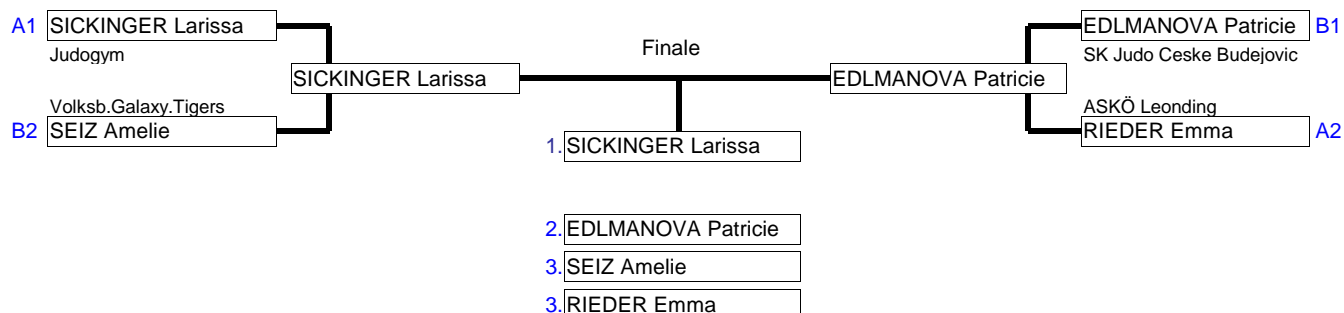 A1 SICKINGER Larissa
Judogym
SICKINGER Larissa
Volksb.Galaxy.Tigers
B2 SEIZ Amelie
Finale
EDLMANOVA Patricie B1
SK Judo Ceske Budejovic
EDLMANOVA Patricie
ASKÖ Leonding
RIEDER Emma A2
1. SICKINGER Larissa
2. EDLMANOVA Patricie
3. SEIZ Amelie
3. RIEDER Emma